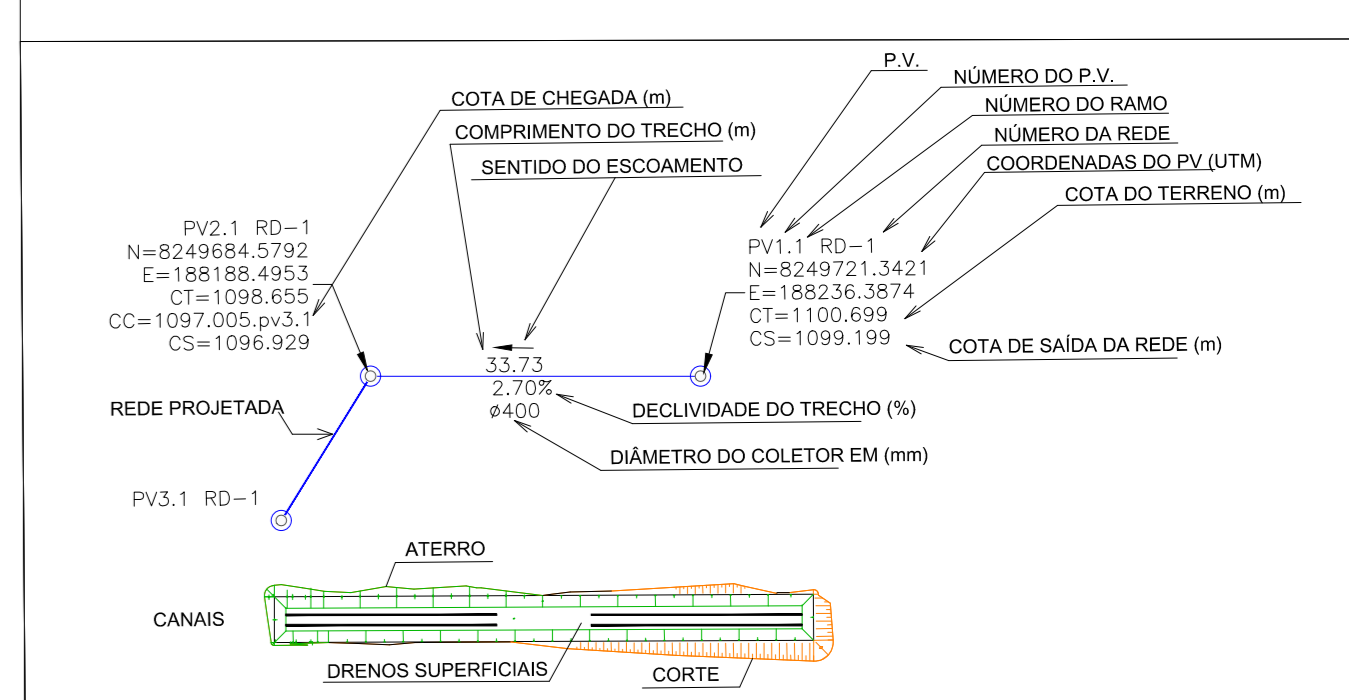 P.V.
NÚMERO DO P.V.
COTA DE CHEGADA (m)
NÚMERO DO RAMO
COMPRIMENTO DO TRECHO (m)
NÚMERO DA REDE
SENTIDO DO ESCOAMENTO
COORDENADAS DO PV (UTM)
COTA DO TERRENO (m)
PV2.1 RD-1
N=8249684.5792
E=188188.4953
CT=1098.655
CC=1097.005.pv3.1
CS=1096.929
PV1.1 RD-1
N=8249721.3421
E=188236.3874
CT=1100.699
CS=1099.199
COTA DE SAÍDA DA REDE (m)
33.73
2.70%
Ø400
REDE PROJETADA
DECLIVIDADE DO TRECHO (%)
DIÂMETRO DO COLETOR EM (mm)
PV3.1 RD-1
ATERRO
CANAIS
DRENOS SUPERFICIAIS
CORTE